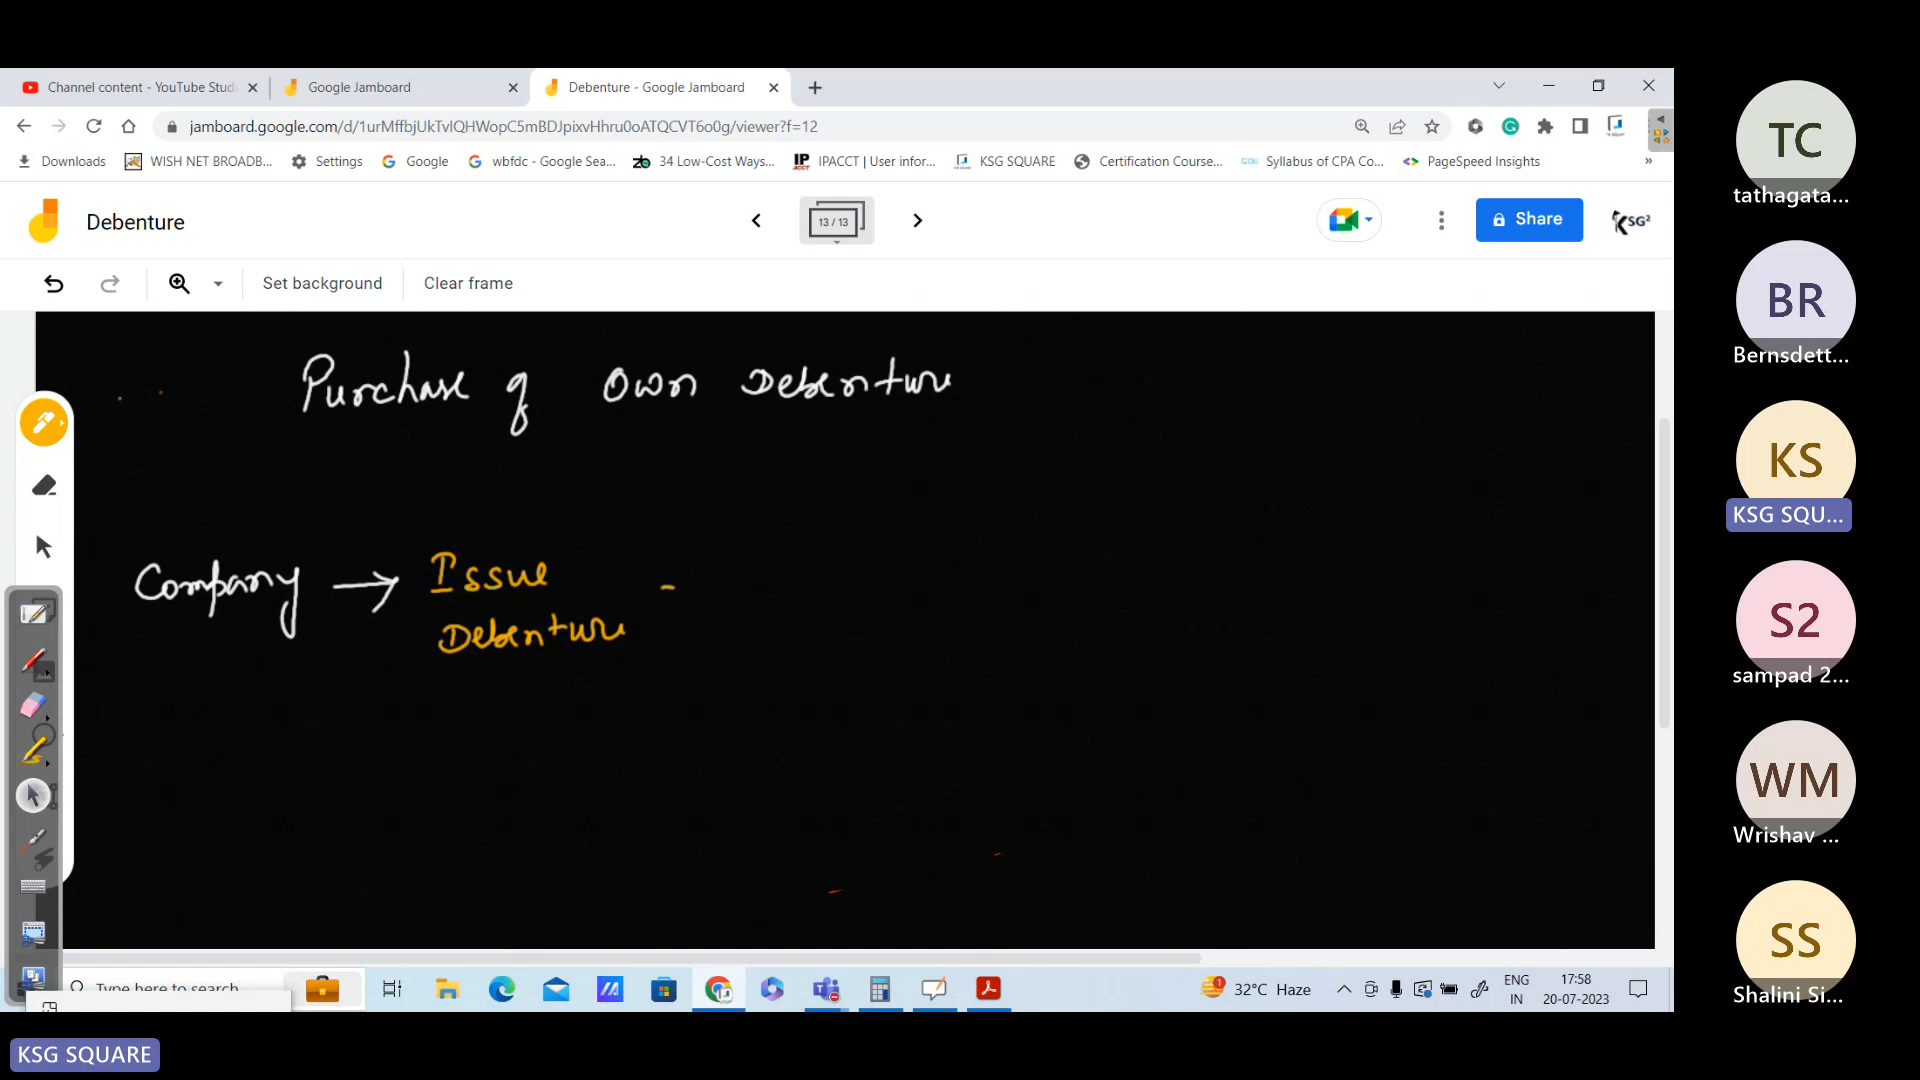 Channel content - YouTube Studi
Google Jamboard
Debenture - Google Jamboard
jamboard.google.com/d/1urMffbjUkTvIQHWopC5mBDJpixvHhru0oATQCVT6o0g/viewer?f=12
Downloads
WISH NET BROADB...
Settings
Google
wbfdc - Google Sea...
34 Low-Cost Ways...
IPACCT | User infor...
KSG SQUARE
Certification Course...
Syllabus of CPA Co...
PageSpeed Insights
Debenture
13 / 13
Share
KSG²
Set background
Clear frame
Purchase of Own Debenture
Company → Issue
Debenture
-
Type here to search
32°C Haze
ENG
IN
17:58
20-07-2023
TC
tathagata...
BR
Bernsdett...
KS
KSG SQU...
S2
sampad 2...
WM
Wrishav ...
SS
Shalini Si...
KSG SQUARE